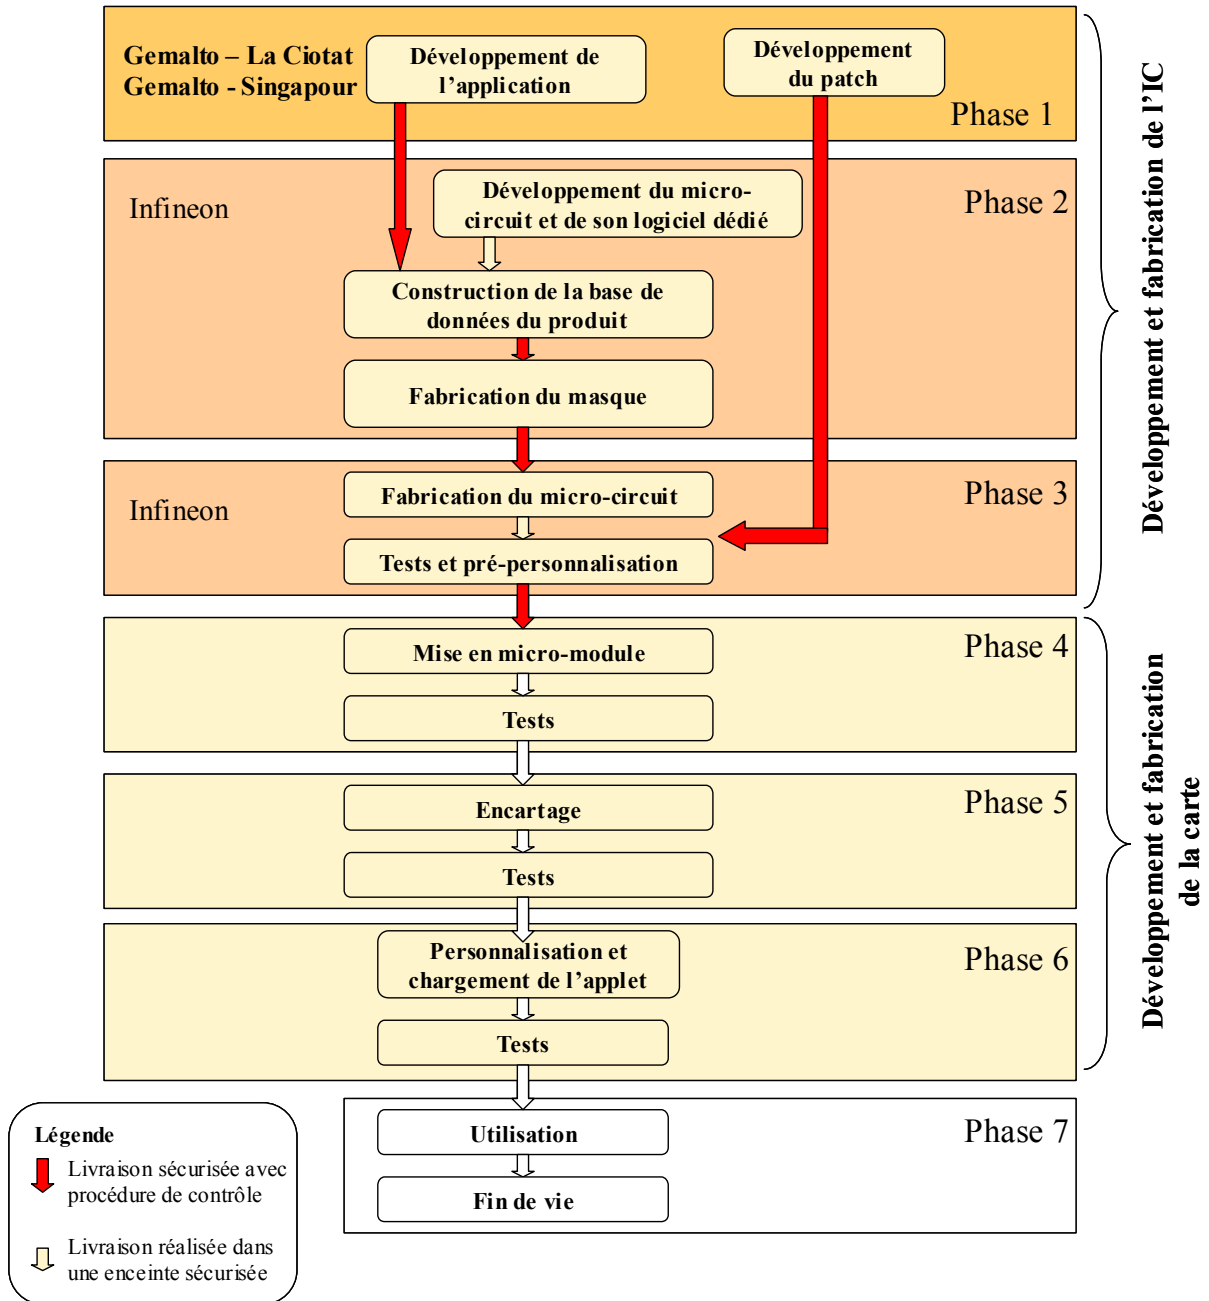 Gemalto – La Ciotat
Gemalto - Singapour
Développement de
l’application
Développement
du patch
Phase 1
Infineon
Développement du micro-
circuit et de son logiciel dédié
Phase 2
Construction de la base de
données du produit
Fabrication du masque
Infineon
Fabrication du micro-circuit
Phase 3
Tests et pré-personnalisation
Développement et fabrication de l’IC
Mise en micro-module
Phase 4
Tests
Encartage
Phase 5
Tests
Personnalisation et
chargement de l’applet
Phase 6
Tests
Développement et fabrication
de la carte
Utilisation
Phase 7
Fin de vie
Légende
Livraison sécurisée avec
procédure de contrôle
Livraison réalisée dans
une enceinte sécurisée